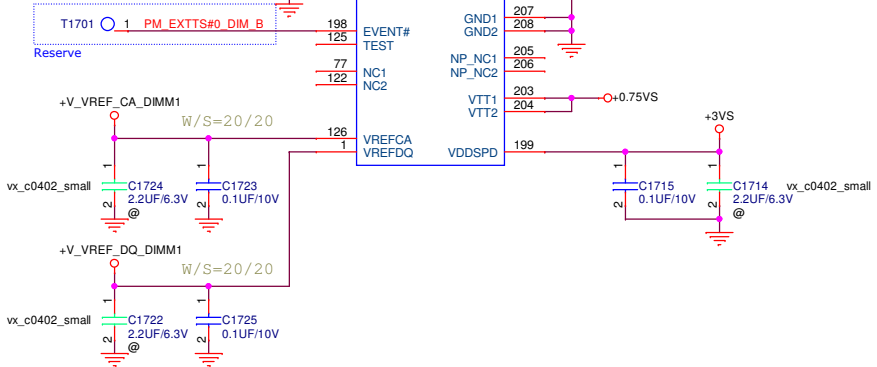 GND1 207
GND2 208
T1701 1 PM_EXTTS#0_DIM_B 198 EVENT#
125 TEST
Reserve
NP_NC1 205
NP_NC2 206
77 NC1
122 NC2
VTT1 203 +0.75VS
VTT2 204
+V_VREF_CA_DIMM1
W/S=20/20
+3VS
126 VREFCA
1 VREFDQ
VDDSPD 199
1 1 1 1
vx_c0402_small C1724 C1723 C1715 C1714 vx_c0402_small
2.2UF/6.3V 0.1UF/10V 0.1UF/10V 2.2UF/6.3V
2 2 2 2
@ @
+V_VREF_DQ_DIMM1
W/S=20/20
1 1
vx_c0402_small C1722 C1725
2.2UF/6.3V 0.1UF/10V
2 2
@